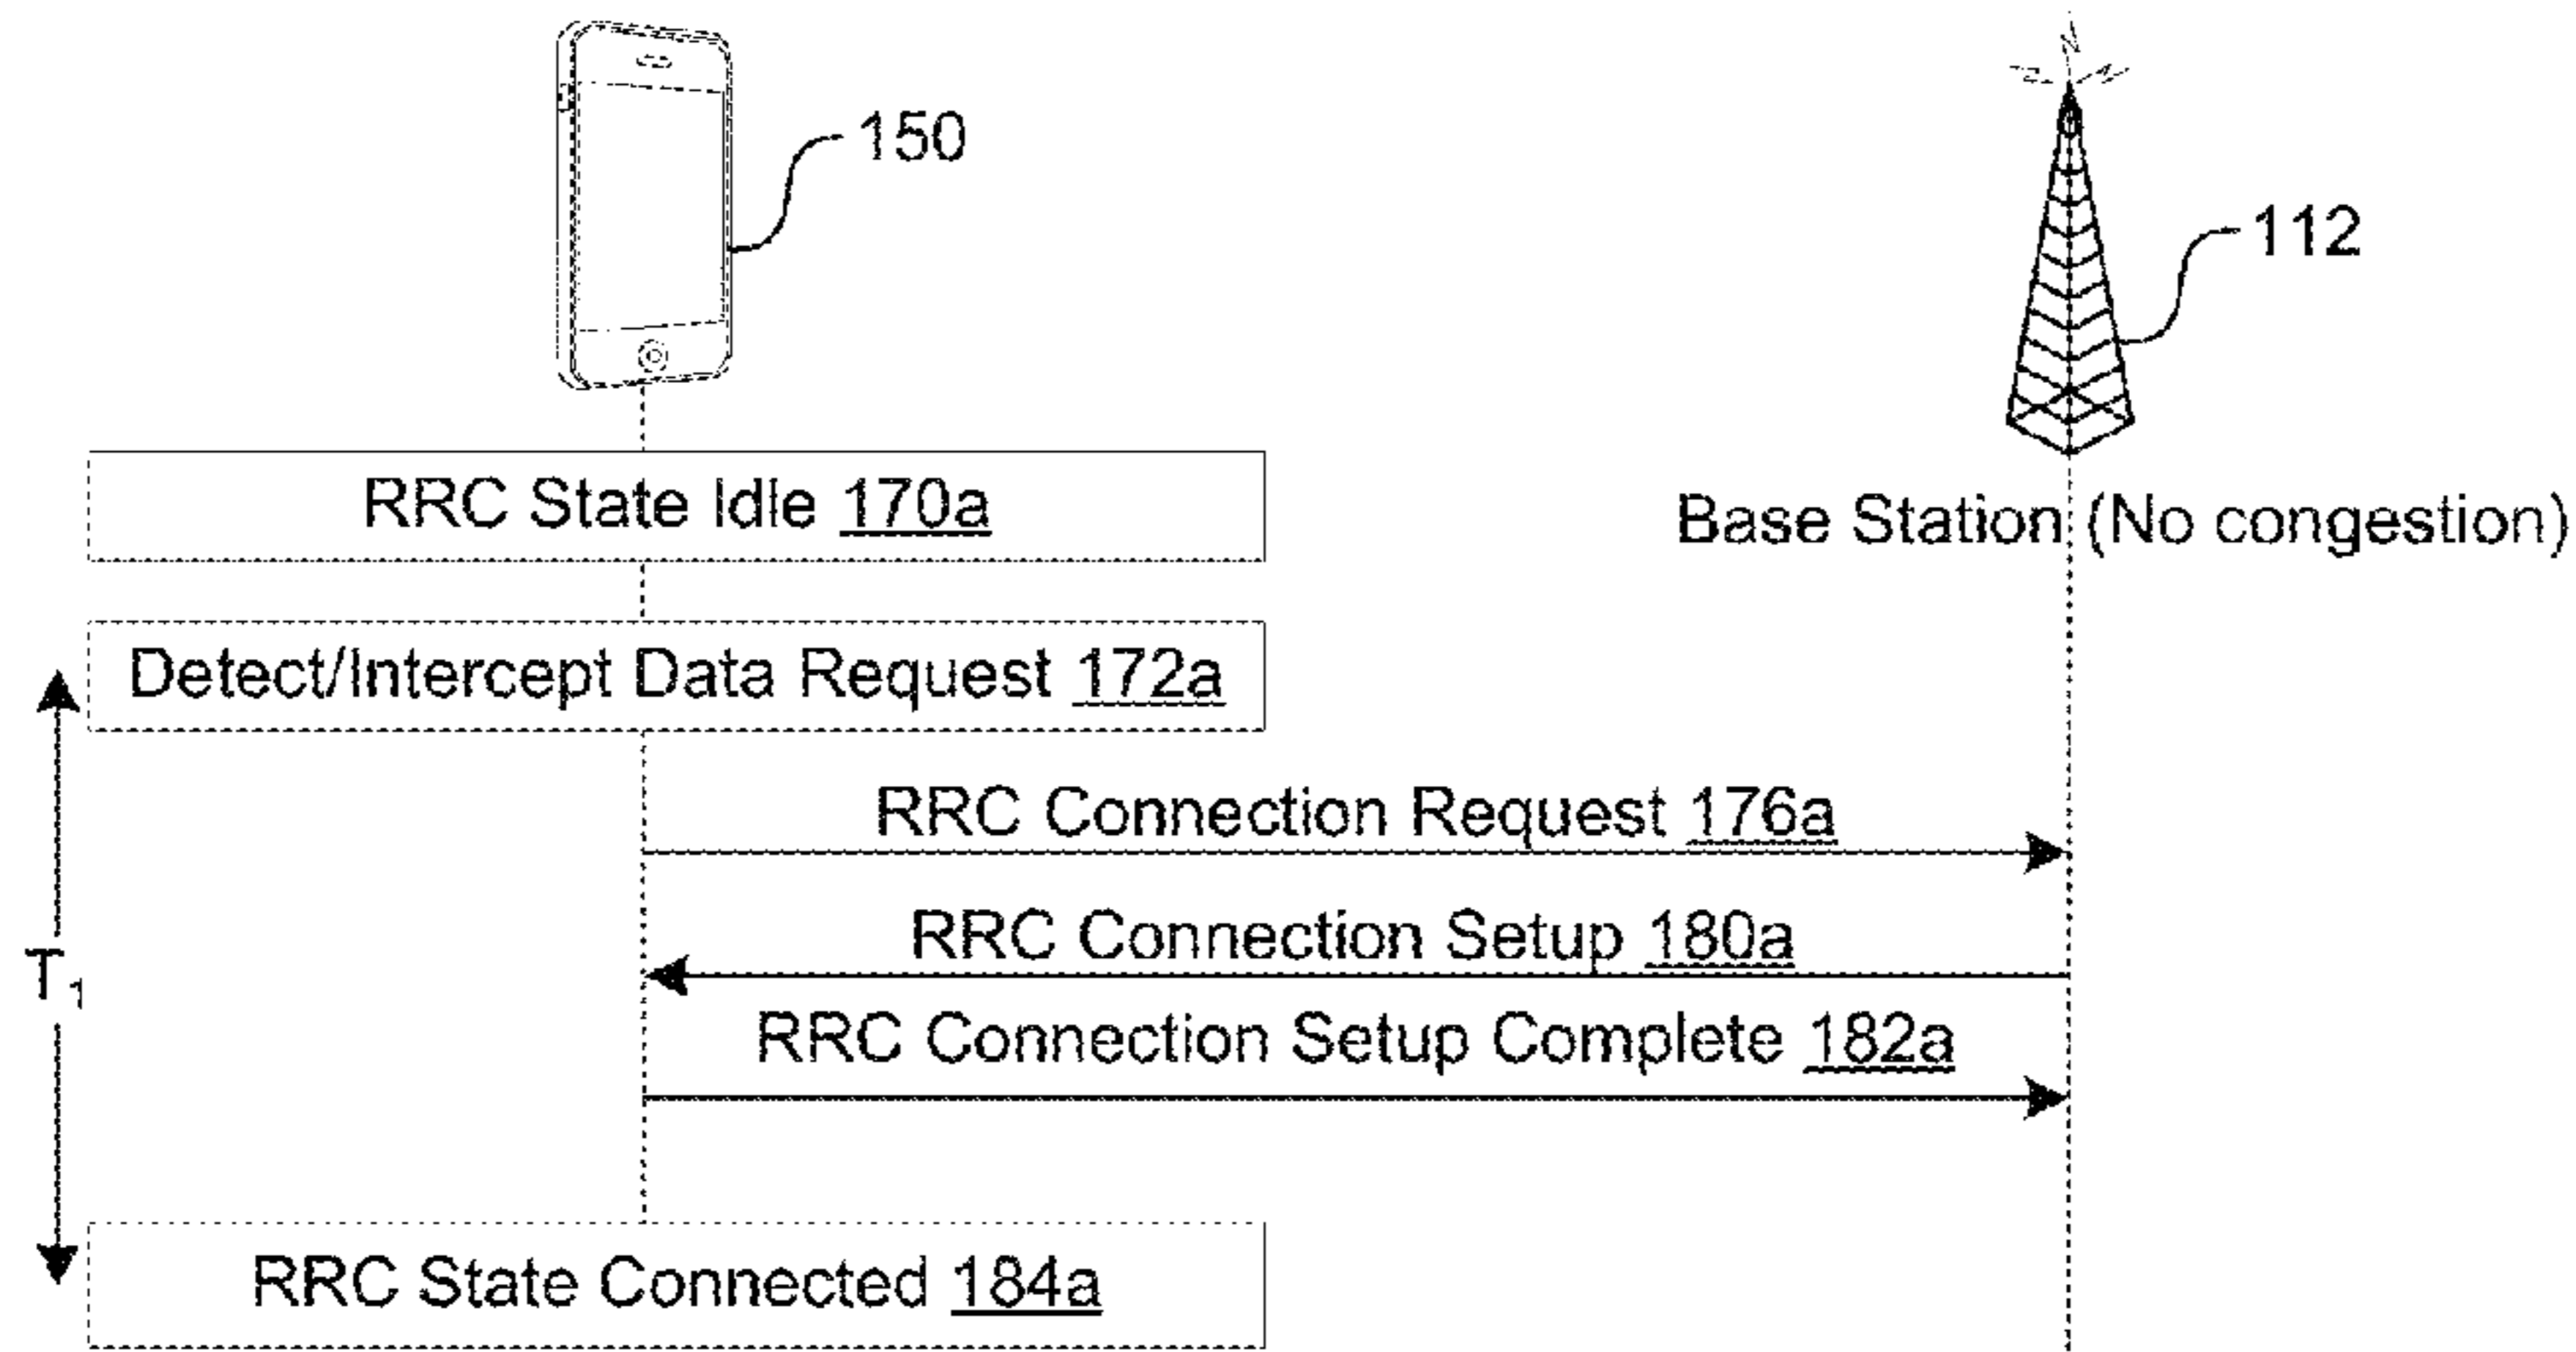 150
112
RRC State Idle 170a
Base Station (No congestion)
Detect/Intercept Data Request 172a
RRC Connection Request 176a
RRC Connection Setup 180a
T1
RRC Connection Setup Complete 182a
RRC State Connected 184a